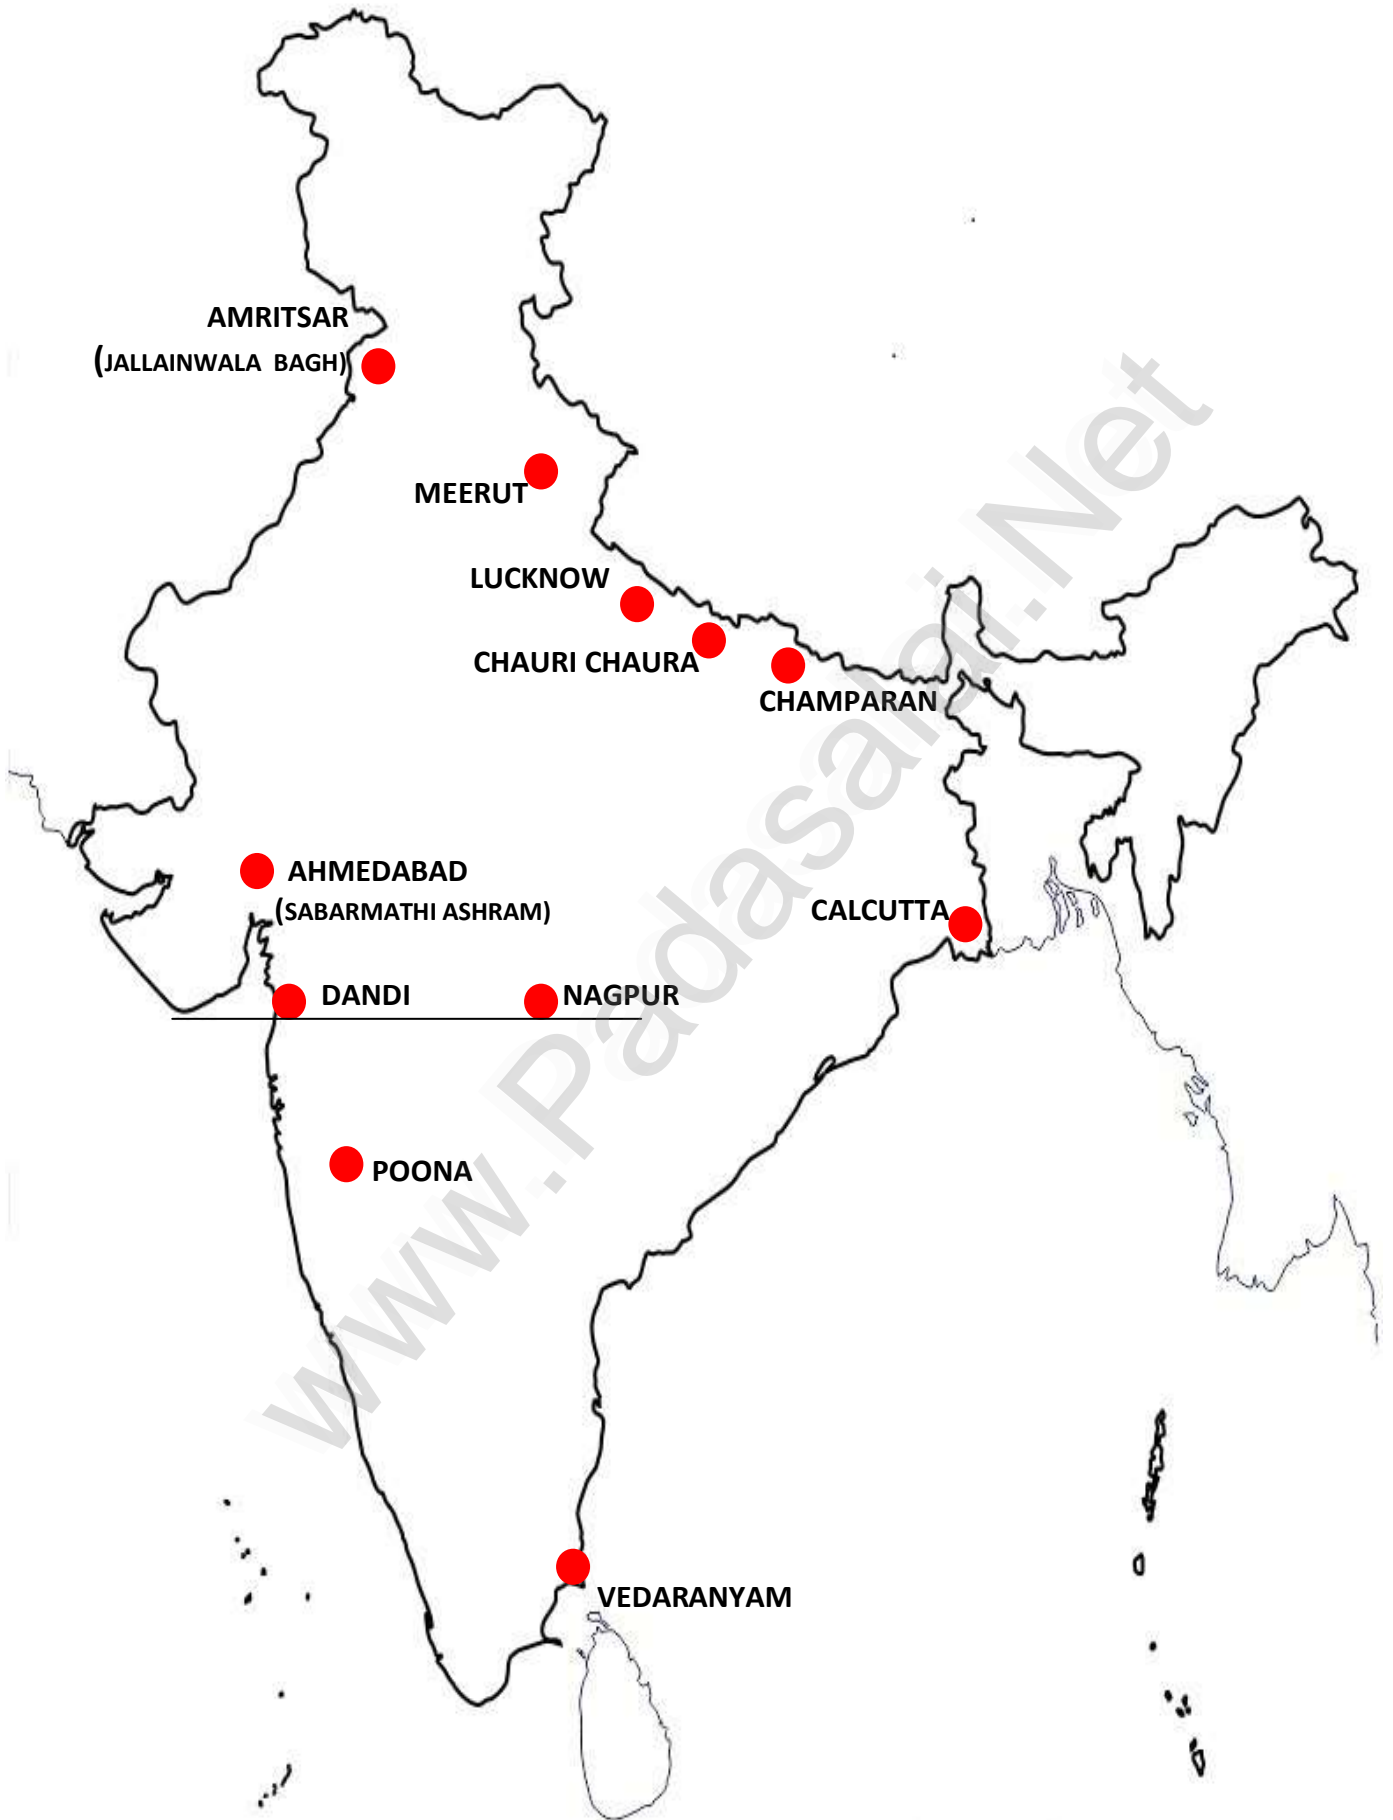 AMRITSAR
(JALLAINWALA BAGH)
MEERUT
LUCKNOW
CHAURI CHAURA
CHAMPARAN
AHMEDABAD
(SABARMATHI ASHRAM)
CALCUTTA
DANDI
NAGPUR
POONA
VEDARANYAM
www.Padasalai.Net